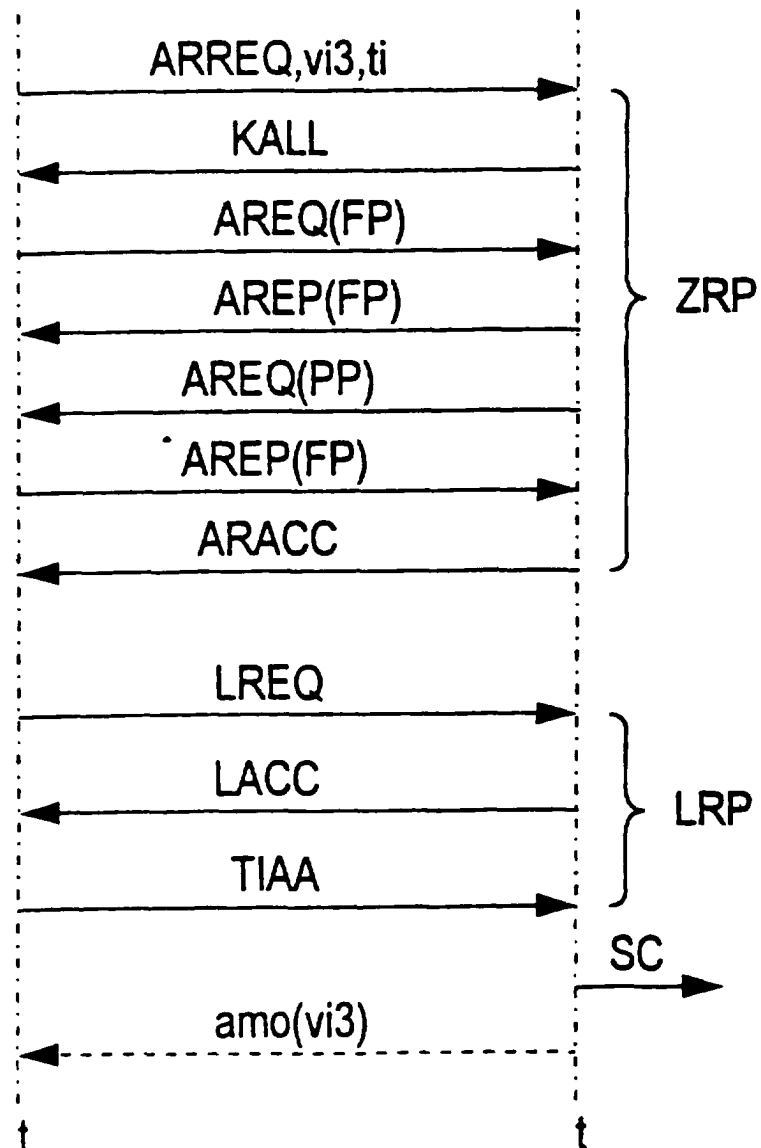 ARREQ,vi3,ti
KALL
AREQ(FP)
AREP(FP)
ZRP
AREQ(PP)
AREP(FP)
ARACC
LREQ
LACC
LRP
TIAA
SC
amo(vi3)
t
t